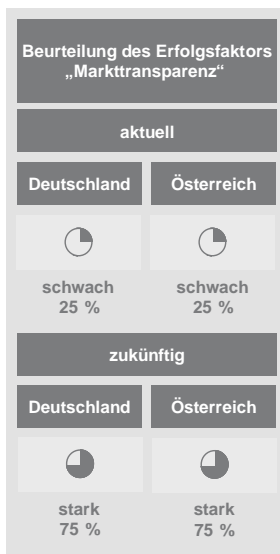 Beurteilung des Erfolgsfaktors
„Markttransparenz“
aktuell
Deutschland Österreich
schwach schwach
25 % 25 %
zukünftig
Deutschland Österreich
stark stark
75 % 75 %